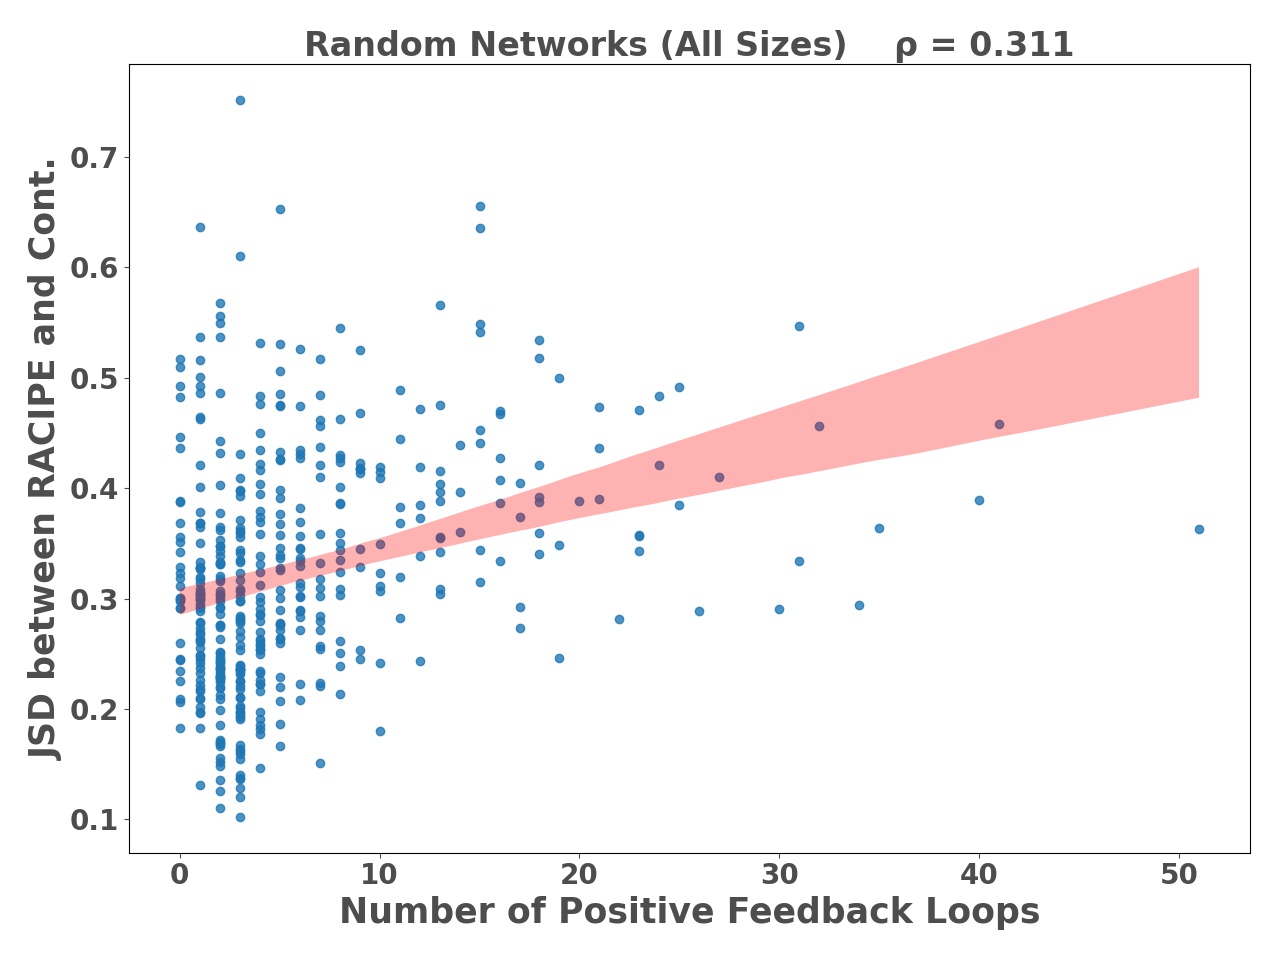 Random Networks (All Sizes) ρ = 0.311
JSD between RACIPE and Cont.
0.7
0.6
0.5
0.4
0.3
0.2
0.1
0 10 20 30 40 50
Number of Positive Feedback Loops